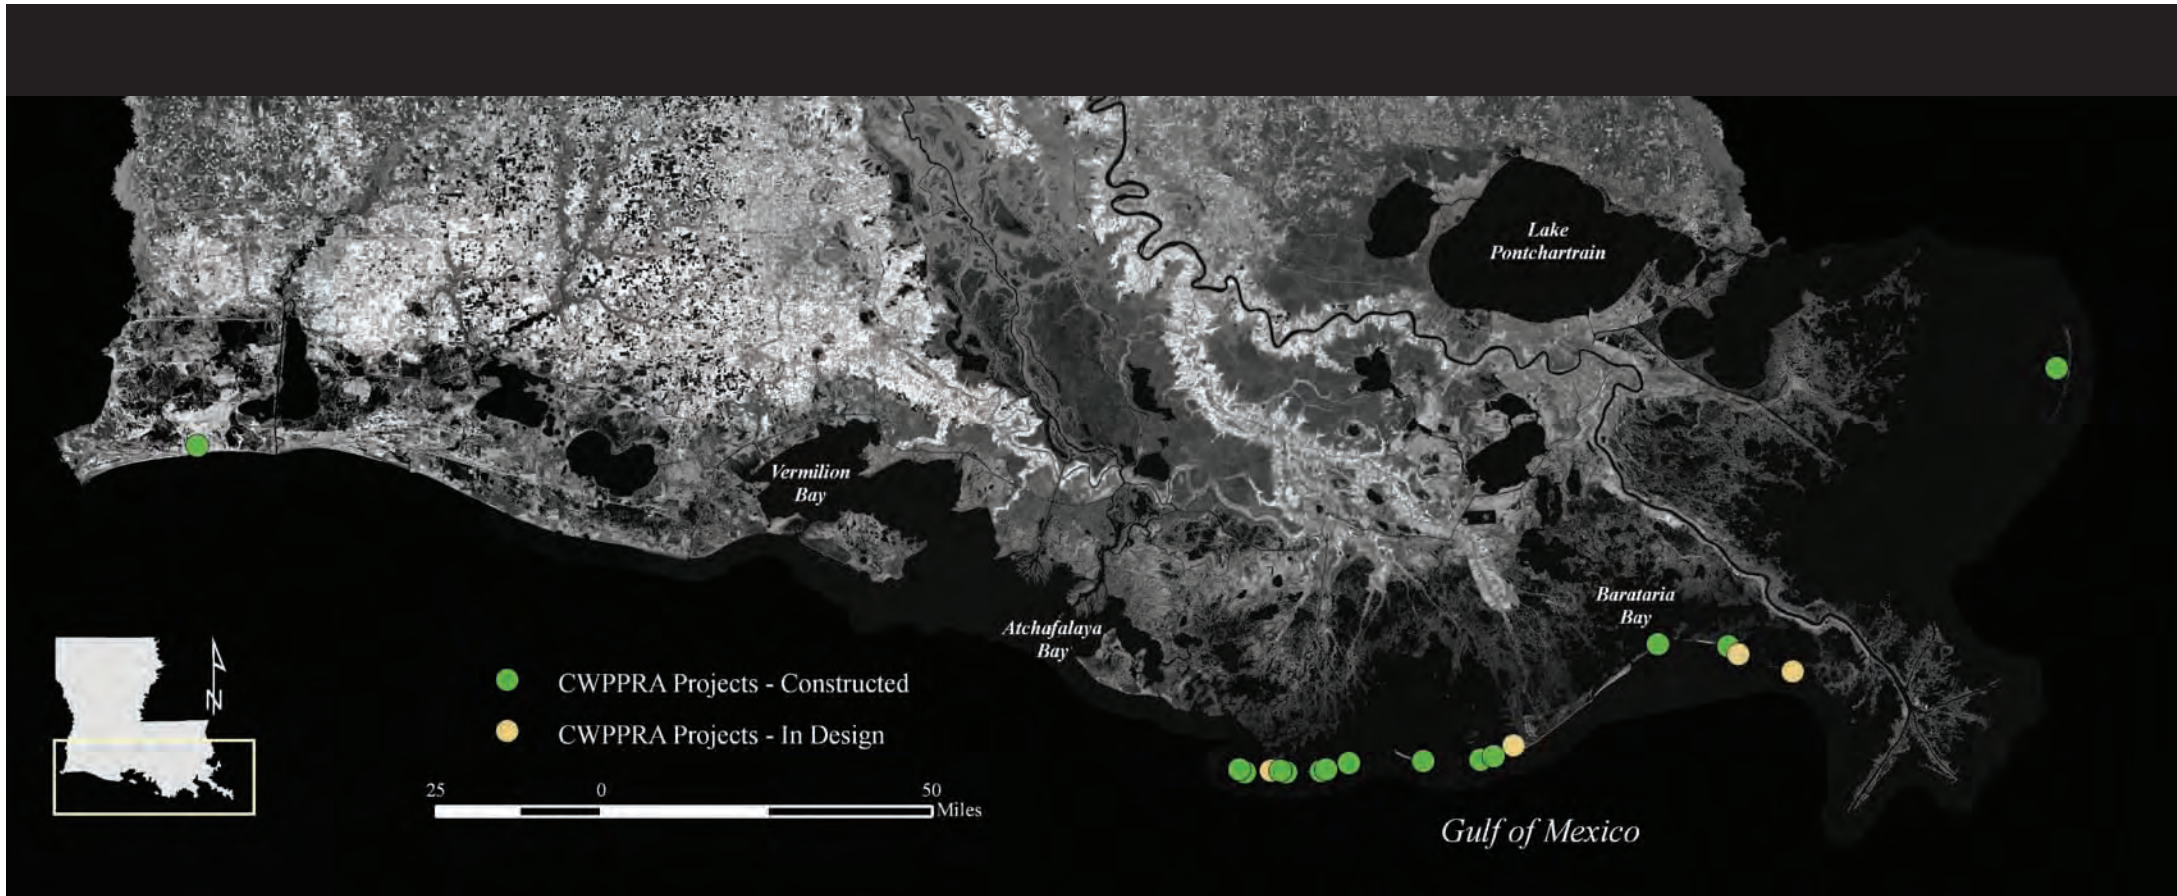 Lake
Pontchartrain
Vermilion
Bay
Barataria
Bay
Atchafalaya
Bay
N
CWPPRA Projects - Constructed
CWPPRA Projects - In Design
25 0 50
Miles
Gulf of Mexico